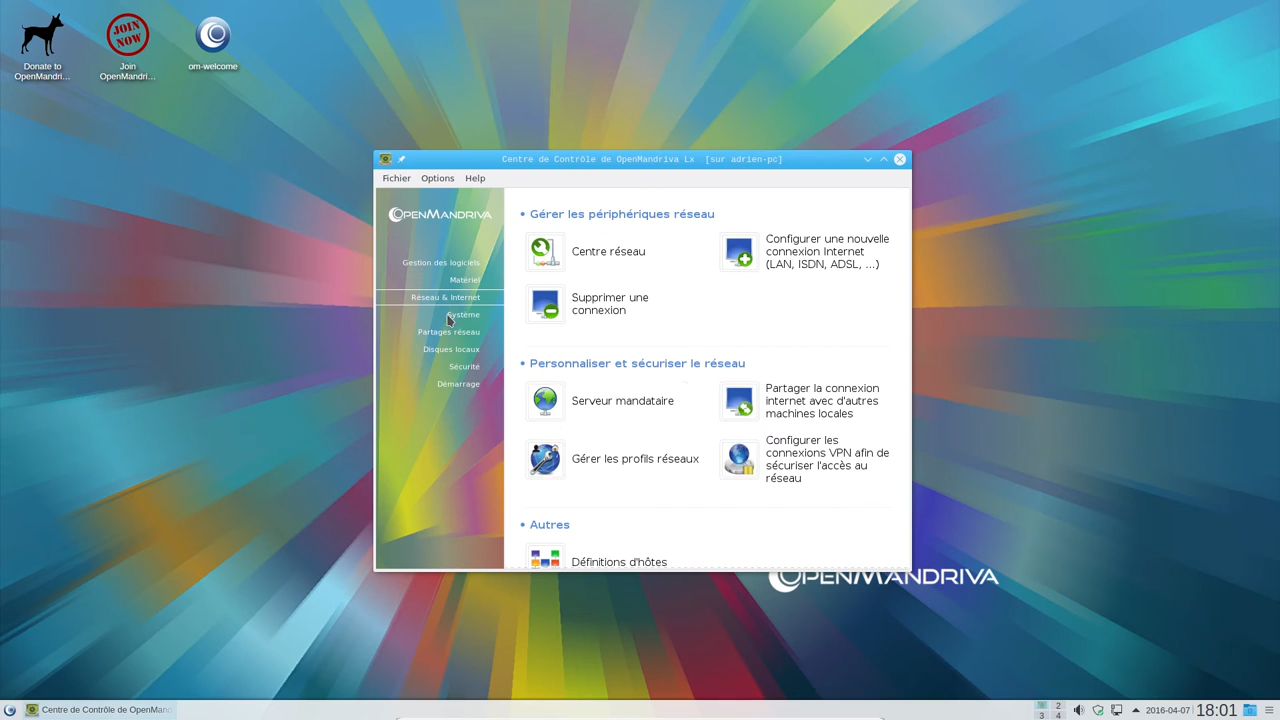 Donate to
OpenMandri...
JOIN
NOW
Join
OpenMandri...
om-welcome
Centre de Contrôle de OpenMandriva Lx [sur adrien-pc]
Fichier Options Help
OPENMANDRIVA
Gestion des logiciels
Matériel
Réseau & Internet
Système
Partages réseau
Disques locaux
Sécurité
Démarrage
• Gérer les périphériques réseau
Centre réseau
Configurer une nouvelle
connexion Internet
(LAN, ISDN, ADSL, ...)
Supprimer une
connexion
• Personnaliser et sécuriser le réseau
Serveur mandataire
Partager la connexion
internet avec d'autres
machines locales
Gérer les profils réseaux
Configurer les
connexions VPN afin de
sécuriser l'accès au
réseau
• Autres
Définitions d'hôtes
OPENMANDRIVA
Centre de Contrôle de OpenMand
2
3 4
2016-04-07 18:01